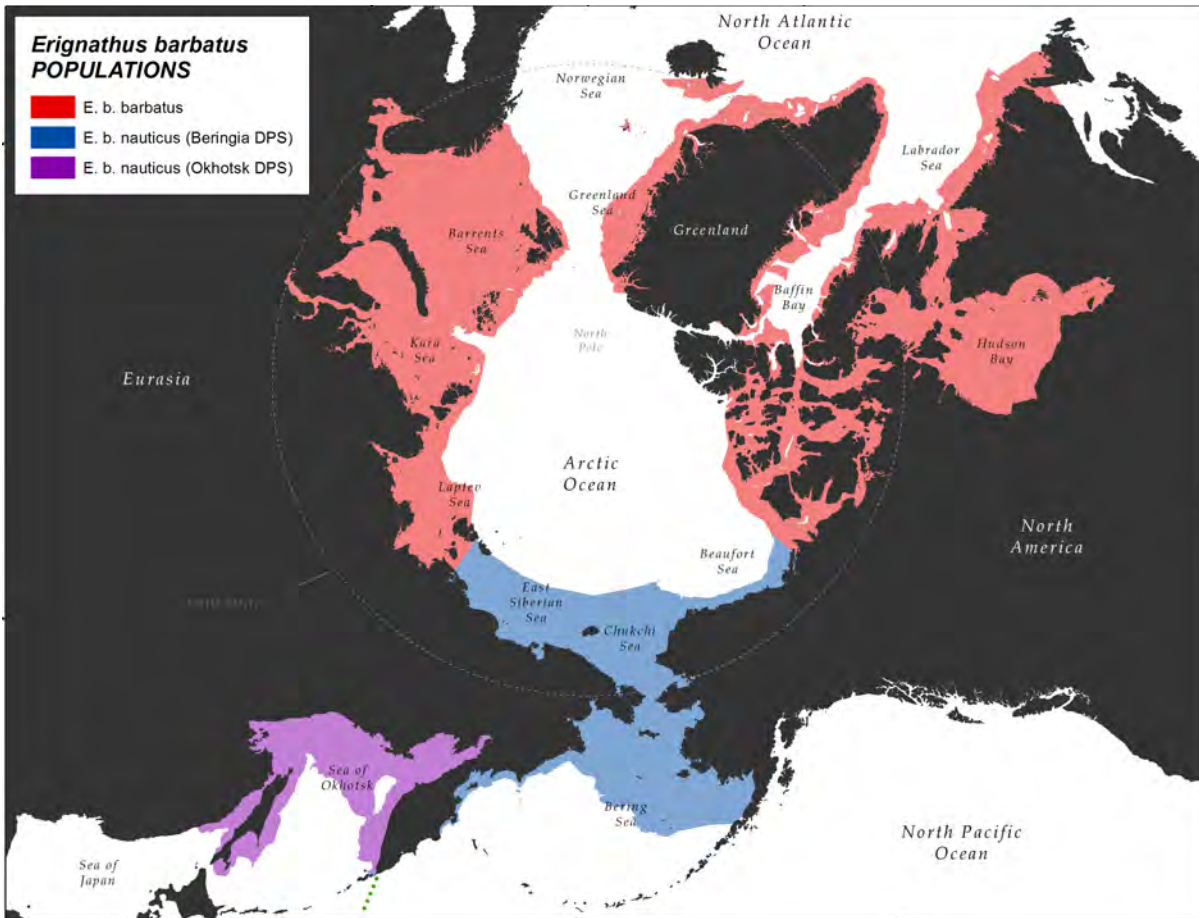 Erignathus barbatus
POPULATIONS
E. b. barbatus
E. b. nauticus (Beringia DPS)
E. b. nauticus (Okhotsk DPS)
North Atlantic
Ocean
Norwegian
Sea
Labrador
Sea
Greenland
Sea
Greenland
Barrents
Sea
Baffin
Bay
North
Pole
Kara
Sea
Hudson
Bay
Eurasia
Arctic
Ocean
Laptev
Sea
North
America
Beaufort
Sea
East
Siberian
Sea
Chukchi
Sea
Sea of
Okhotsk
Bering
Sea
North Pacific
Ocean
Sea of
Japan